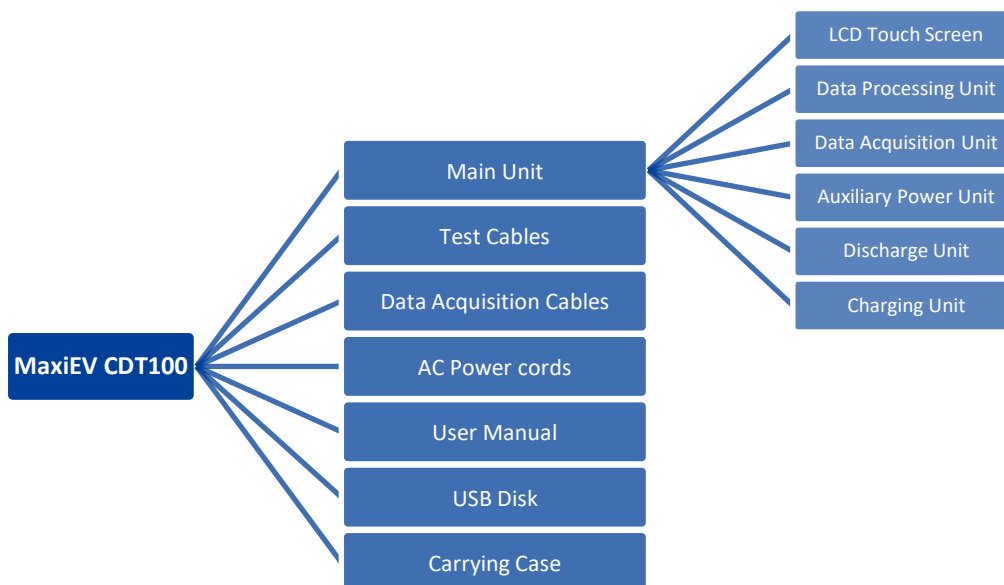 MaxiEV CDT100
Main Unit
Test Cables
Data Acquisition Cables
AC Power cords
User Manual
USB Disk
Carrying Case
LCD Touch Screen
Data Processing Unit
Data Acquisition Unit
Auxiliary Power Unit
Discharge Unit
Charging Unit